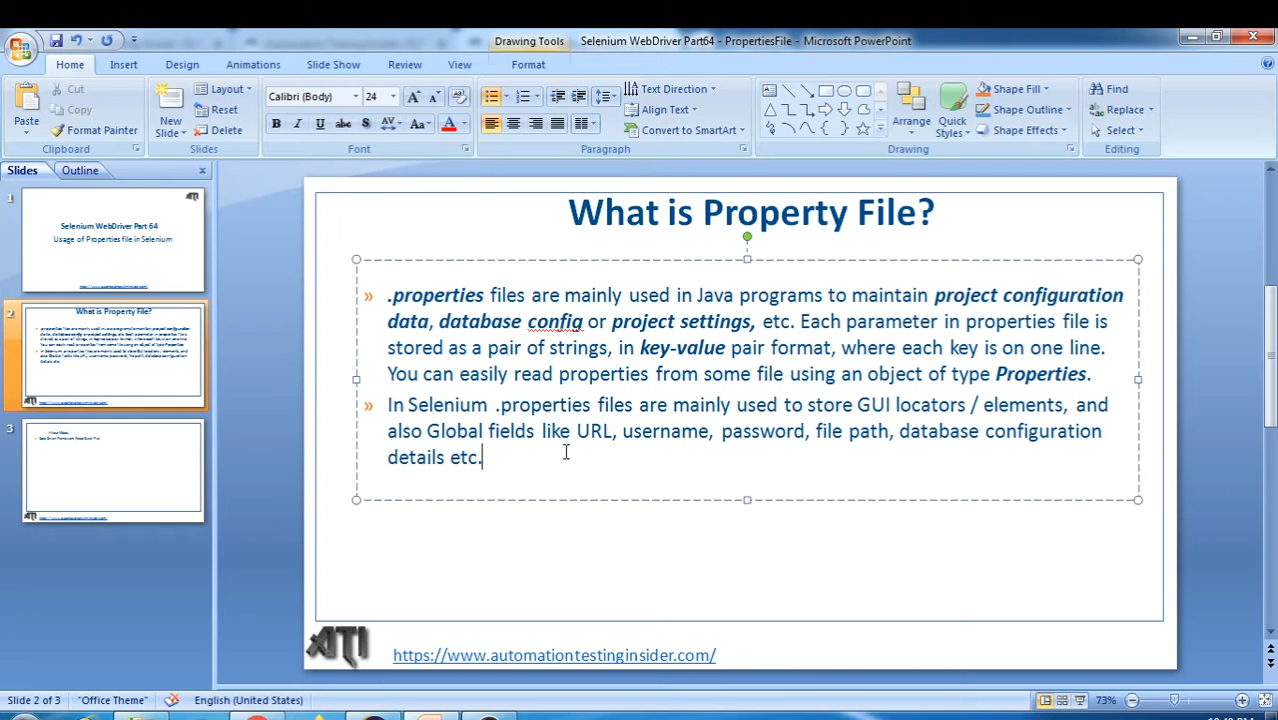 Drawing Tools
Selenium WebDriver Part64 - PropertiesFile - Microsoft PowerPoint
Home
Insert
Design
Animations
Slide Show
Review
View
Format
Paste
Cut
Copy
Format Painter
Clipboard
New Slide
Layout
Reset
Delete
Slides
Calibri (Body)
24
B I U abc S AV Aa A
Font
Text Direction
Align Text
Convert to SmartArt
Paragraph
Arrange
Quick Styles
Shape Fill
Shape Outline
Shape Effects
Drawing
Find
Replace
Select
Editing
Slides
Outline
1
Selenium WebDriver Part 64
Usage of Properties file in Selenium
2
What is Property File?
3
What is Property File?
» .properties files are mainly used in Java programs to maintain project configuration
data, database config or project settings, etc. Each parameter in properties file is
stored as a pair of strings, in key-value pair format, where each key is on one line.
You can easily read properties from some file using an object of type Properties.
» In Selenium .properties files are mainly used to store GUI locators / elements, and
also Global fields like URL, username, password, file path, database configuration
details etc.
ATI
https://www.automationtestinginsider.com/
Slide 2 of 3
"Office Theme"
English (United States)
73%